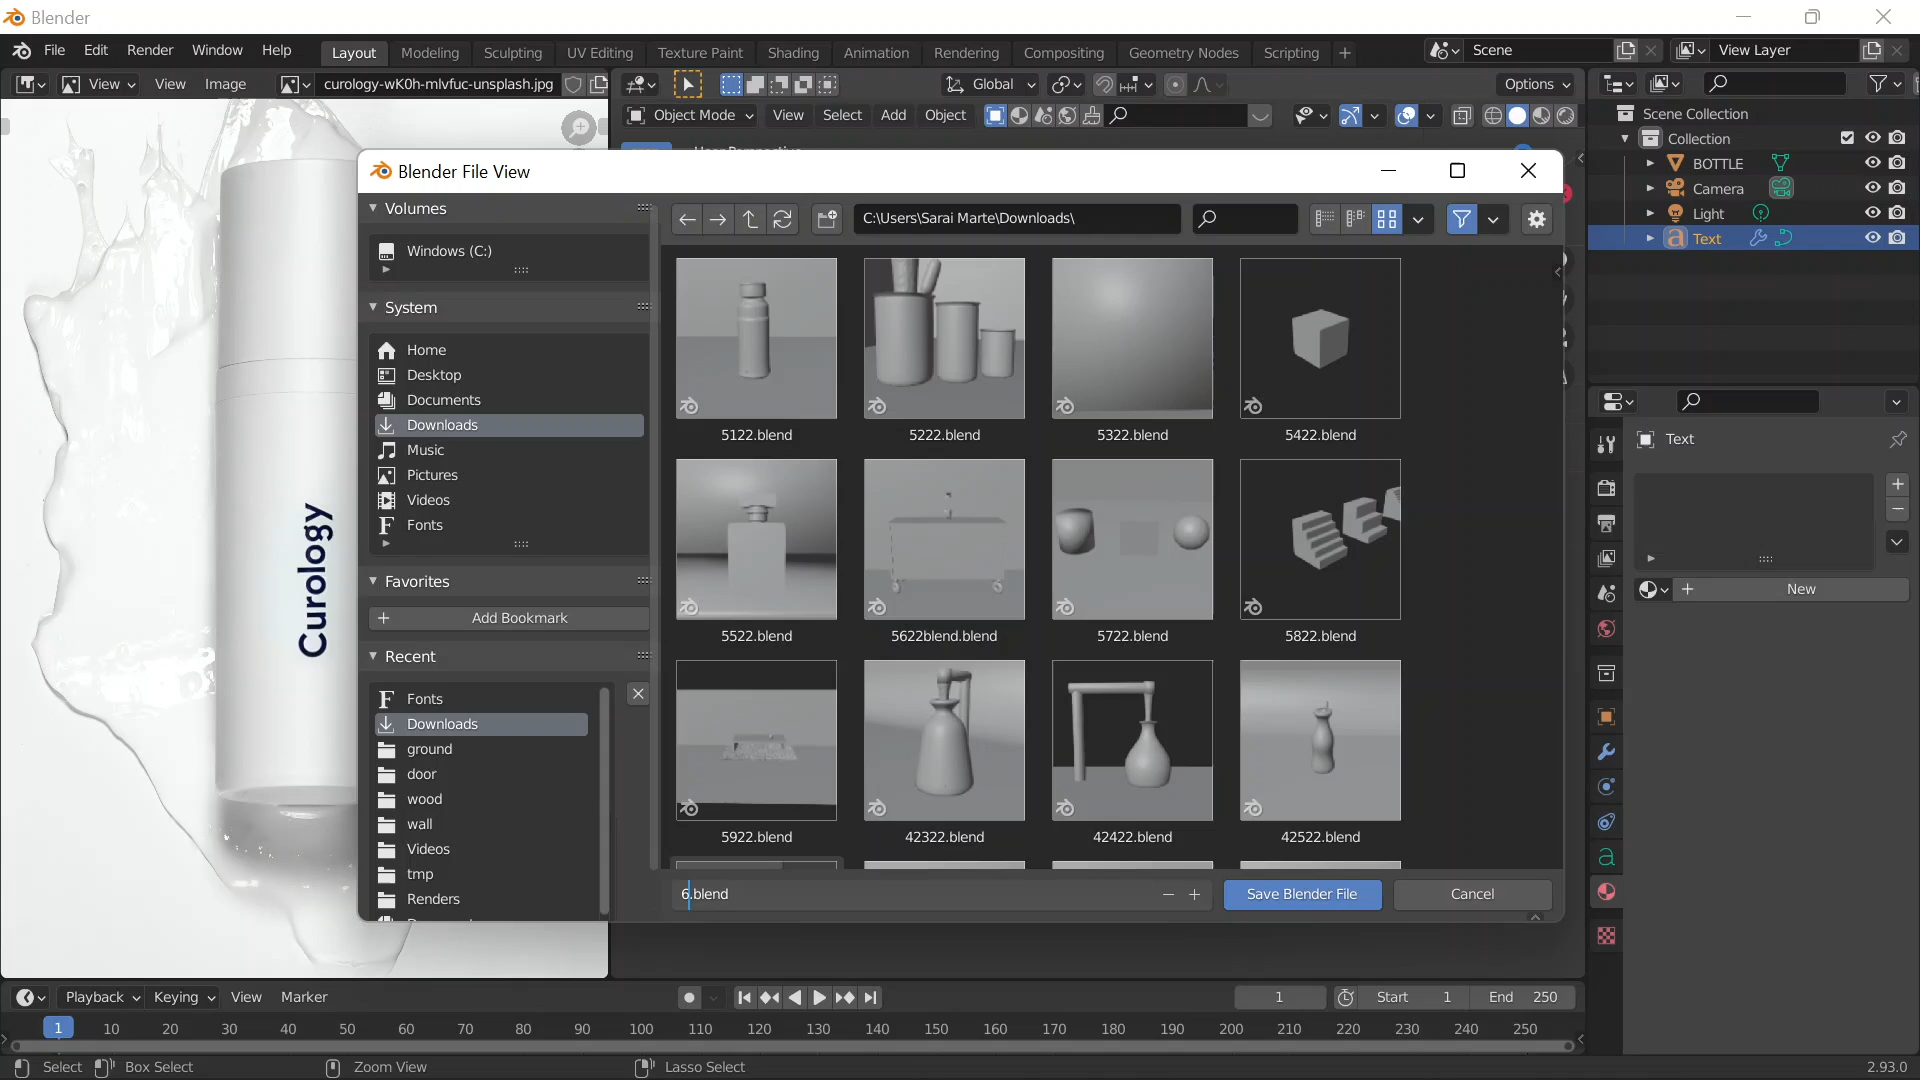 Blender
File Edit Render Window Help Layout Modeling Sculpting UV Editing Texture Paint Shading Animation Rendering Compositing Geometry Nodes Scripting + Scene View Layer
View View Image curology-wK0h-mlvfuc-unsplash.jpg Global Options
Object Mode View Select Add Object
Scene Collection
Collection
BOTTLE
Camera
Light
Text
Blender File View
Volumes
Windows (C:)
System
Home
Desktop
Documents
Downloads
Music
Pictures
Videos
Fonts
Favorites
Add Bookmark
Recent
Fonts
Downloads
ground
door
wood
wall
Videos
tmp
Renders
C:\Users\Sarai Marte\Downloads\
5122.blend 5222.blend 5322.blend 5422.blend
5522.blend 5622blend.blend 5722.blend 5822.blend
5922.blend 42322.blend 42422.blend 42522.blend
6.blend
Save Blender File Cancel
Curology
Text
New
Playback Keying View Marker 1 Start 1 End 250
1 10 20 30 40 50 60 70 80 90 100 110 120 130 140 150 160 170 180 190 200 210 220 230 240 250
Select Box Select Zoom View Lasso Select 2.93.0